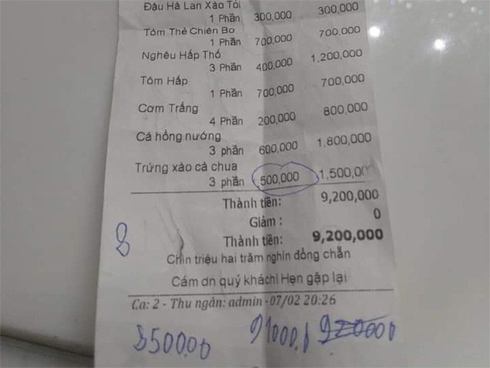 Đậu Hà Lan Xào Tỏi
1 Phần 300,000 300,000
Tôm Thẻ Chiên Bơ
1 Phần 700,000 700,000
Nghêu Hấp Thố
3 Phần 400,000 1,200,000
Tôm Hấp
1 Phần 700,000 700,000
Cơm Trắng
4 Phần 200,000 800,000
Cá hồng nướng
3 phần 600,000 1,800,000
Trứng xào cà chua
3 phần 500,000 1,500,000
Thành tiền: 9,200,000
Giảm : 0
Thành tiền: 9,200,000
8
Chín triệu hai trăm nghìn đồng chẵn
Cám ơn quý khách! Hẹn gặp lại
Ca: 2 - Thu ngân: admin - 07/02 20:26
850000 91000.0 920000